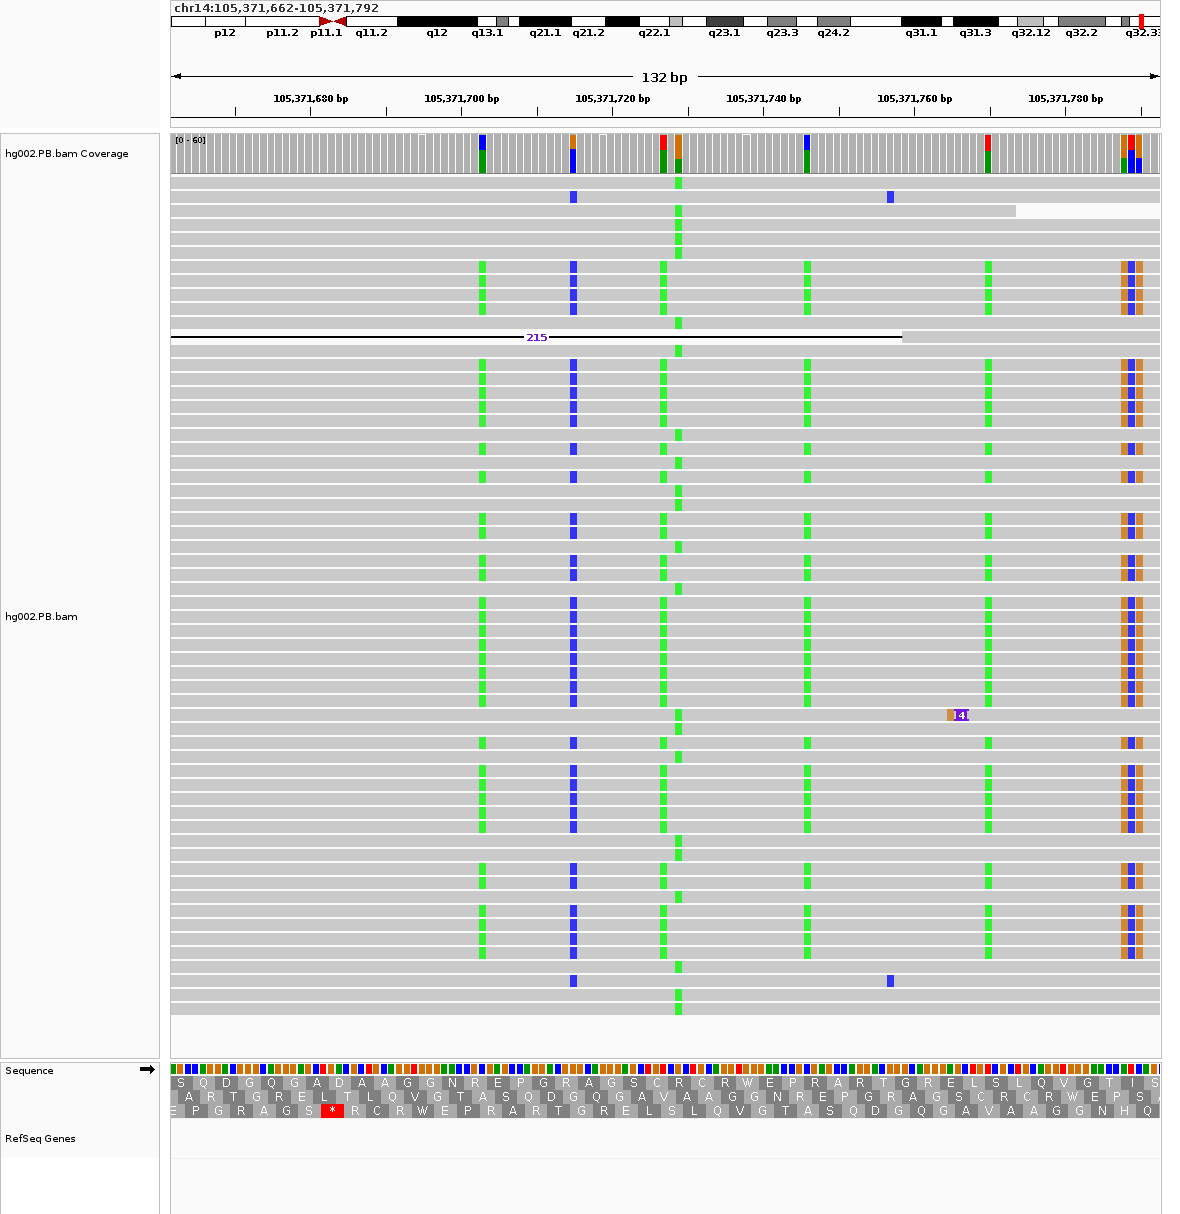 chr14:105,371,662-105,371,792
p12 p11.2 p11.1 q11.2 q12 q13.1 q21.1 q21.2 q22.1 q23.1 q23.3 q24.2 q31.1 q31.3 q32.12 q32.2 q32.33
132 bp
105,371,680 bp 105,371,700 bp 105,371,720 bp 105,371,740 bp 105,371,760 bp 105,371,780 bp
[0 - 60]
hg002.PB.bam Coverage
215
hg002.PB.bam
4
Sequence
S Q D G Q G A D A A G G N R E P G R A G S C R C R W E P R A R T G R E L S L Q V G T I S
A R T G R E L T L Q V G T A S Q D G Q G A V A A G G N R E P G R A G S C R C R W E P S A
E P G R A G S * R C R W E P R A R T G R E L S L Q V G T A S Q D G Q G A V A A G G N H Q
RefSeq Genes